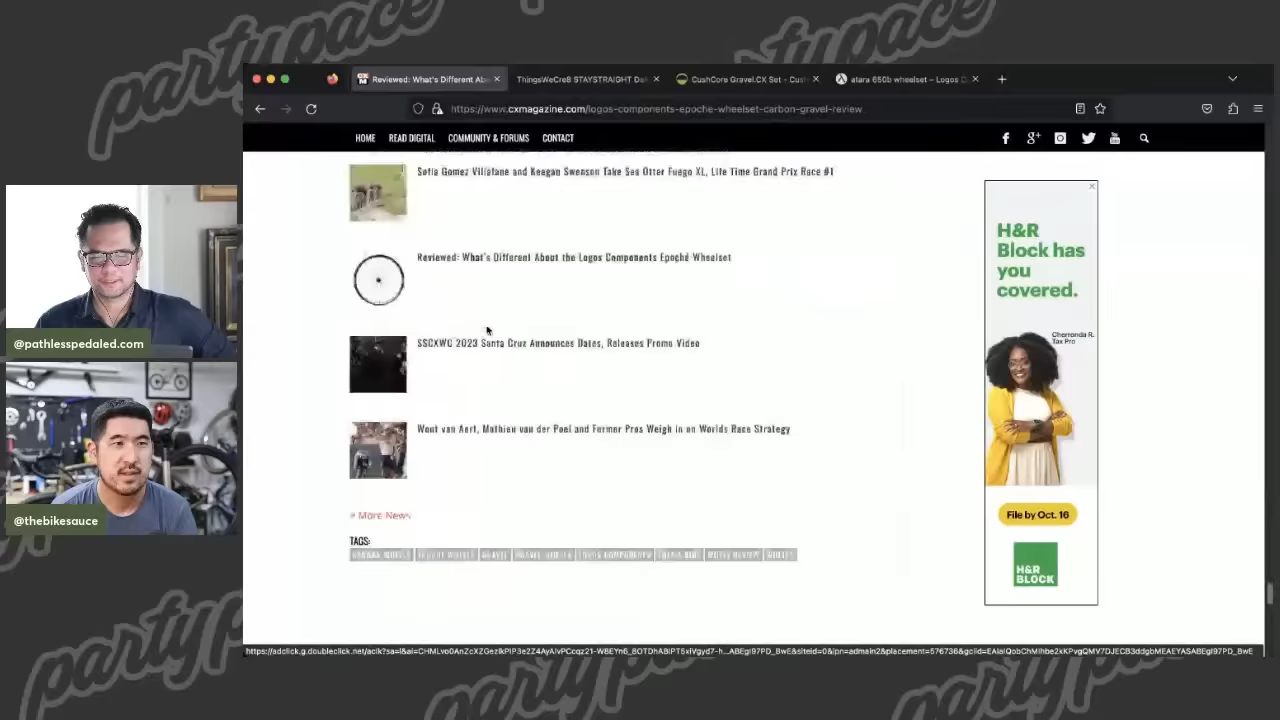 partypace
Reviewed: What's Different Abo
ThingsWeCre8 STAYSTRAIGHT De
CushCore Gravel.CX Set - Cush
atara 650b wheelset – Logos C
https://www.cxmagazine.com/logos-components-epoche-wheelset-carbon-gravel-review
HOME READ DIGITAL COMMUNITY & FORUMS CONTACT
Sofia Gomez Villafane and Keegan Swenson Take Sea Otter Fuego XL, Life Time Grand Prix Race #1
Reviewed: What's Different About the Logos Components Epoché Wheelset
SSCXWC 2023 Santa Cruz Announces Dates, Releases Promo Video
Wout van Aert, Mathieu van der Poel and Former Pros Weigh in on Worlds Race Strategy
» More News
TAGS:
H&R
Block has
you
covered.
Cherronda R.
Tax Pro
File by Oct. 16
H&R
BLOCK
@pathlesspedaled.com
@thebikesauce